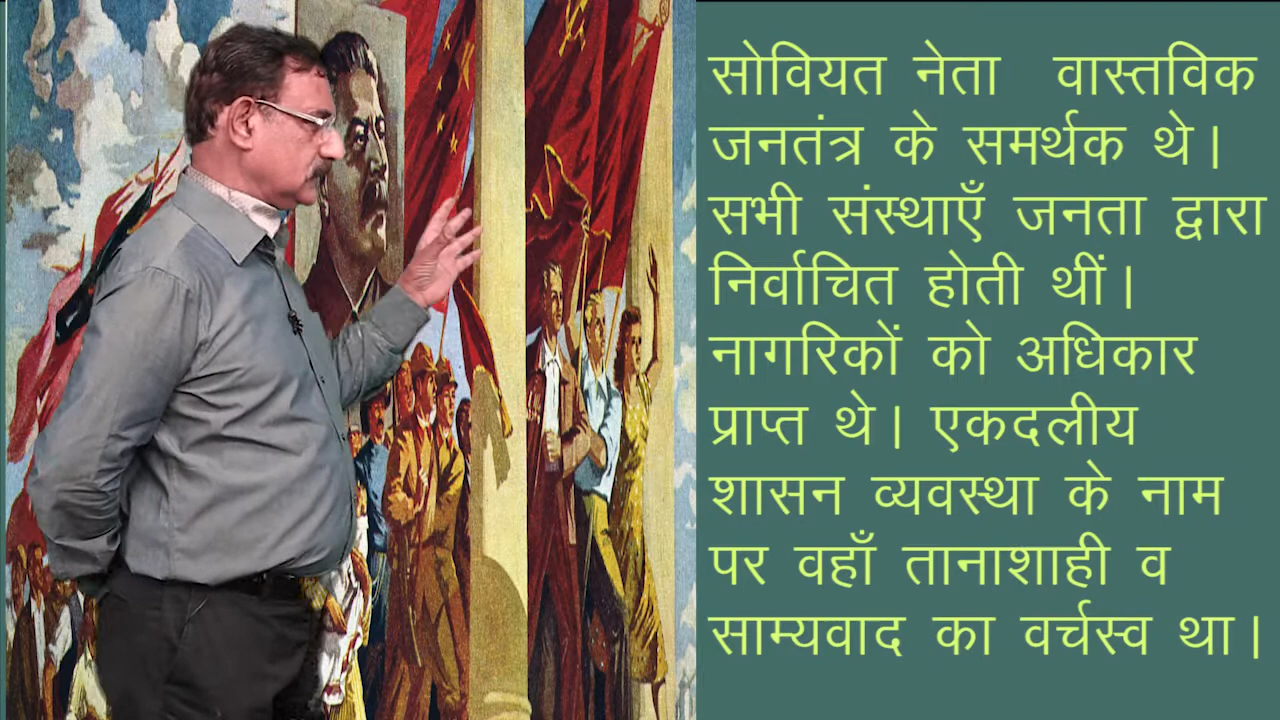 सोवियत नेता वास्तविक
जनतंत्र के समर्थक थे।
सभी संस्थाएँ जनता द्वारा
निर्वाचित होती थीं।
नागरिकों को अधिकार
प्राप्त थे। एकदलीय
शासन व्यवस्था के नाम
पर वहाँ तानाशाही व
साम्यवाद का वर्चस्व था।